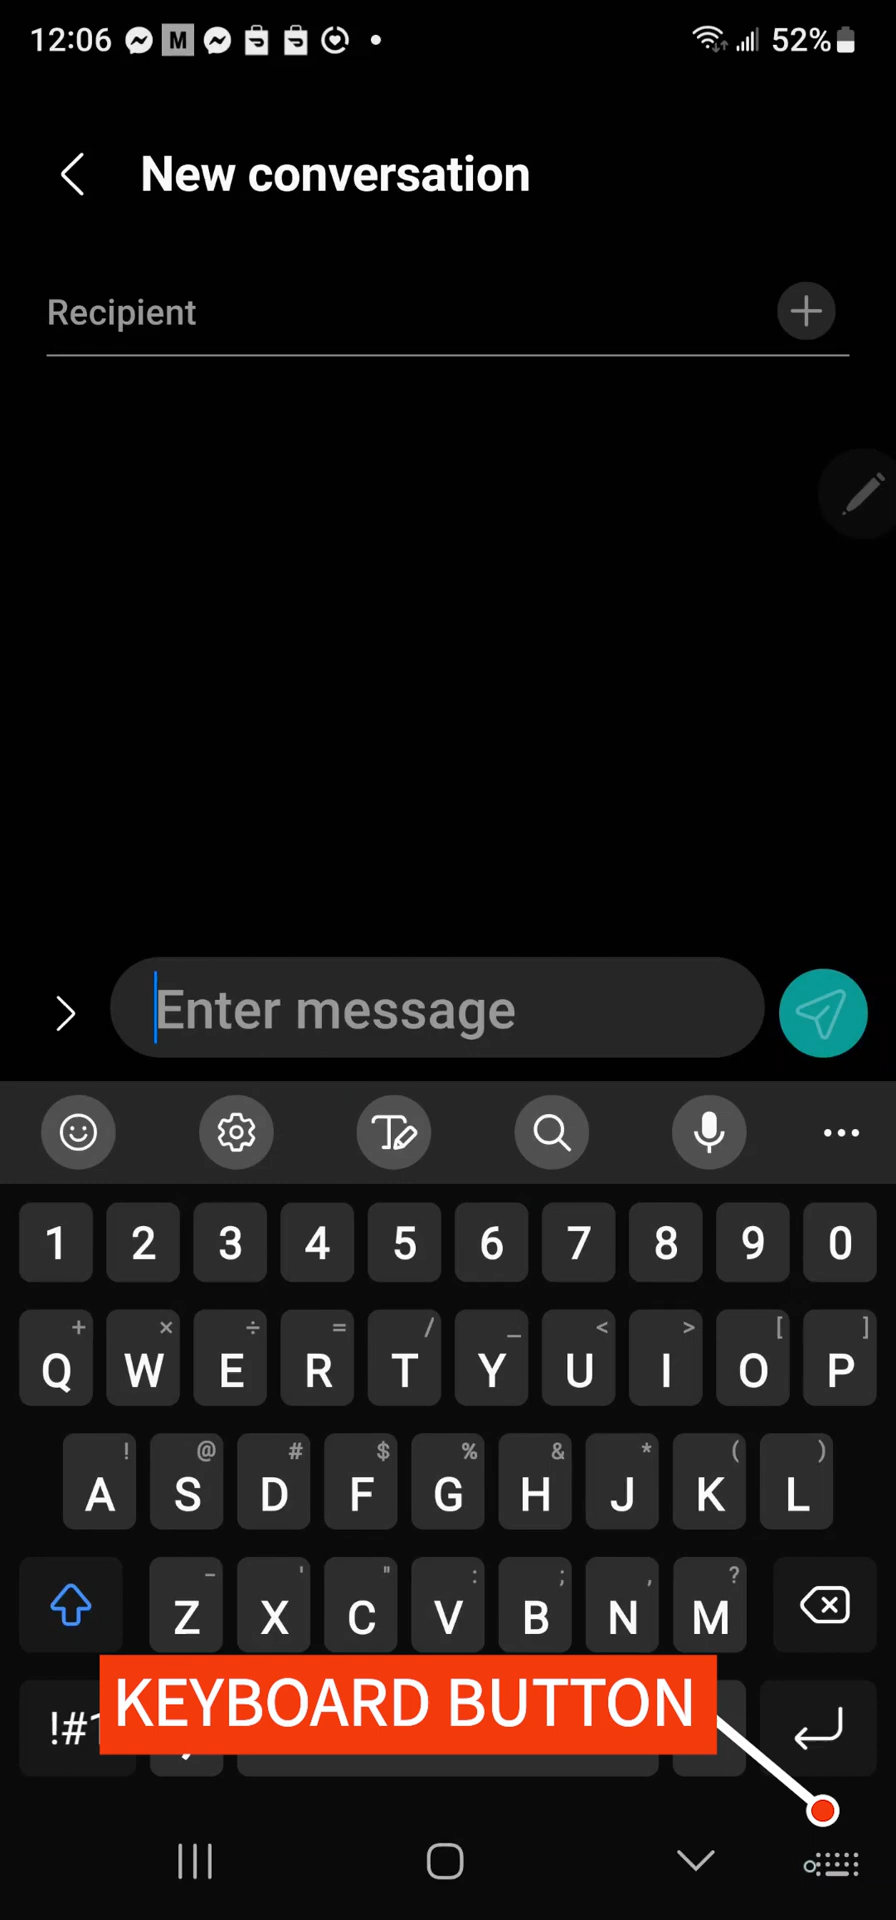 12:06 M 52%
New conversation
Recipient
Enter message
1 2 3 4 5 6 7 8 9 0
+ × ÷ = / _ < > [ ]
Q W E R T Y U I O P
! @ # $ % & * ( )
A S D F G H J K L
- ' " : ; , ?
Z X C V B N M
!#1 ,
KEYBOARD BUTTON